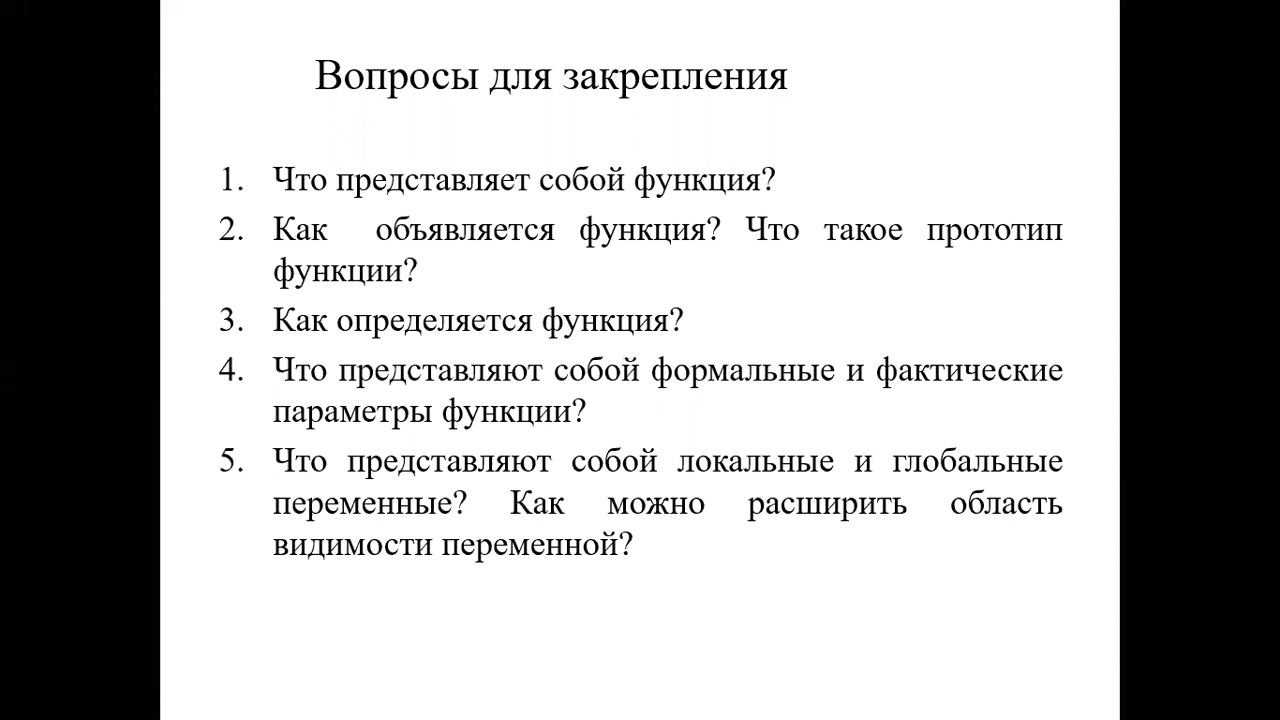 Вопросы для закрепления
1. Что представляет собой функция?
2. Как объявляется функция? Что такое прототип
функции?
3. Как определяется функция?
4. Что представляют собой формальные и фактические
параметры функции?
5. Что представляют собой локальные и глобальные
переменные? Как можно расширить область
видимости переменной?